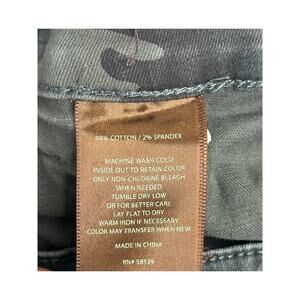 98% COTTON / 2% SPANDEX
MACHINE WASH COLD
INSIDE OUT TO RETAIN COLOR
ONLY NON-CHLORINE BLEACH
WHEN NEEDED
TUMBLE DRY LOW
OR FOR BETTER CARE
LAY FLAT TO DRY
WARM IRON IF NECESSARY
COLOR MAY TRANSFER WHEN NEW
MADE IN CHINA
RN# 58539